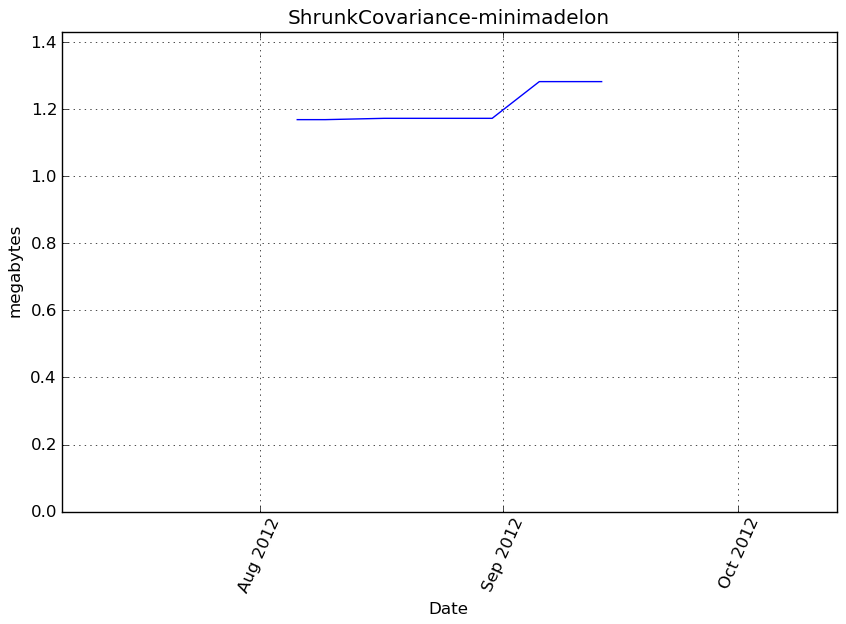 ShrunkCovariance-minimadelon
1.4
1.2
1.0
0.8
0.6
0.4
0.2
0.0
megabytes
Aug 2012
Sep 2012
Oct 2012
Date